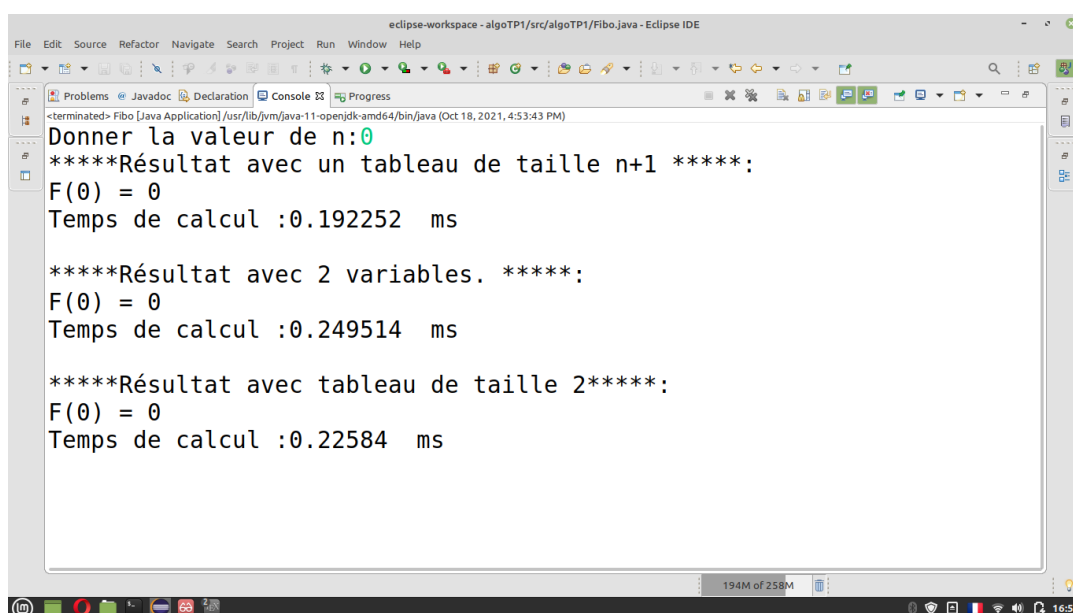 eclipse-workspace - algoTP1/src/algoTP1/Fibo.java - Eclipse IDE
File Edit Source Refactor Navigate Search Project Run Window Help
Problems Javadoc Declaration Console Progress
<terminated> Fibo [Java Application] /usr/lib/jvm/java-11-openjdk-amd64/bin/java (Oct 18, 2021, 4:53:43 PM)
Donner la valeur de n:0
*****Résultat avec un tableau de taille n+1 *****:
F(0) = 0
Temps de calcul :0.192252  ms
*****Résultat avec 2 variables. *****:
F(0) = 0
Temps de calcul :0.249514  ms
*****Résultat avec tableau de taille 2*****:
F(0) = 0
Temps de calcul :0.22584  ms
194M of 258M